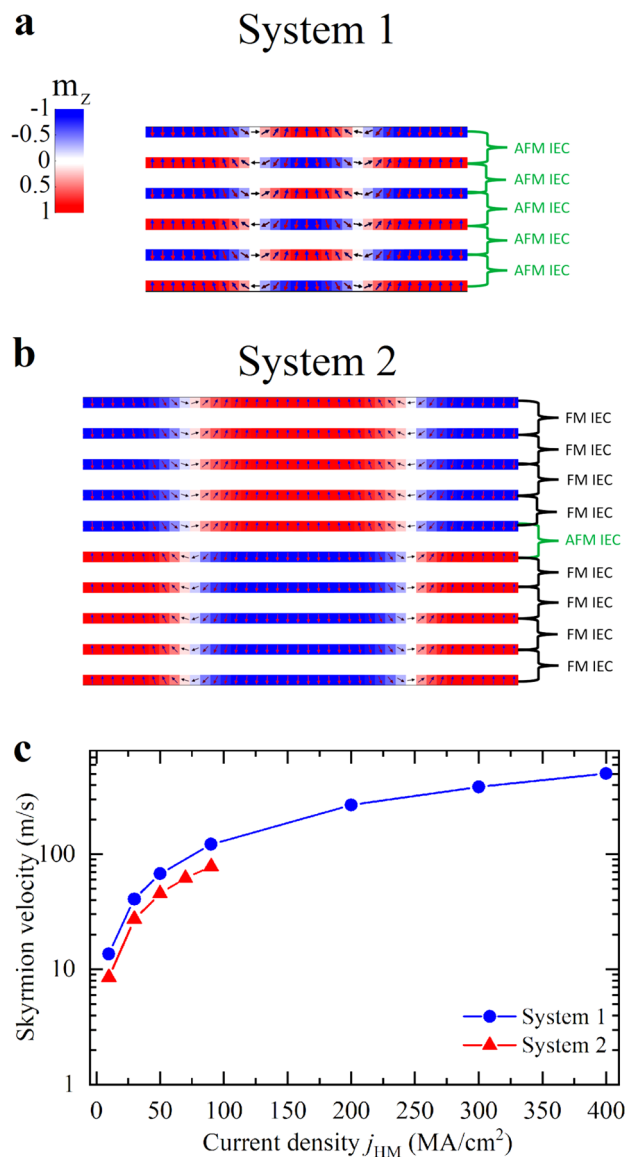 a
System 1
m_z
-1
-0.5
0
0.5
1
AFM IEC
AFM IEC
AFM IEC
AFM IEC
AFM IEC
b
System 2
FM IEC
FM IEC
FM IEC
FM IEC
AFM IEC
FM IEC
FM IEC
FM IEC
FM IEC
c
Skyrmion velocity (m/s)
100
10
1
System 1
System 2
0 50 100 150 200 250 300 350 400
Current density j_HM (MA/cm²)